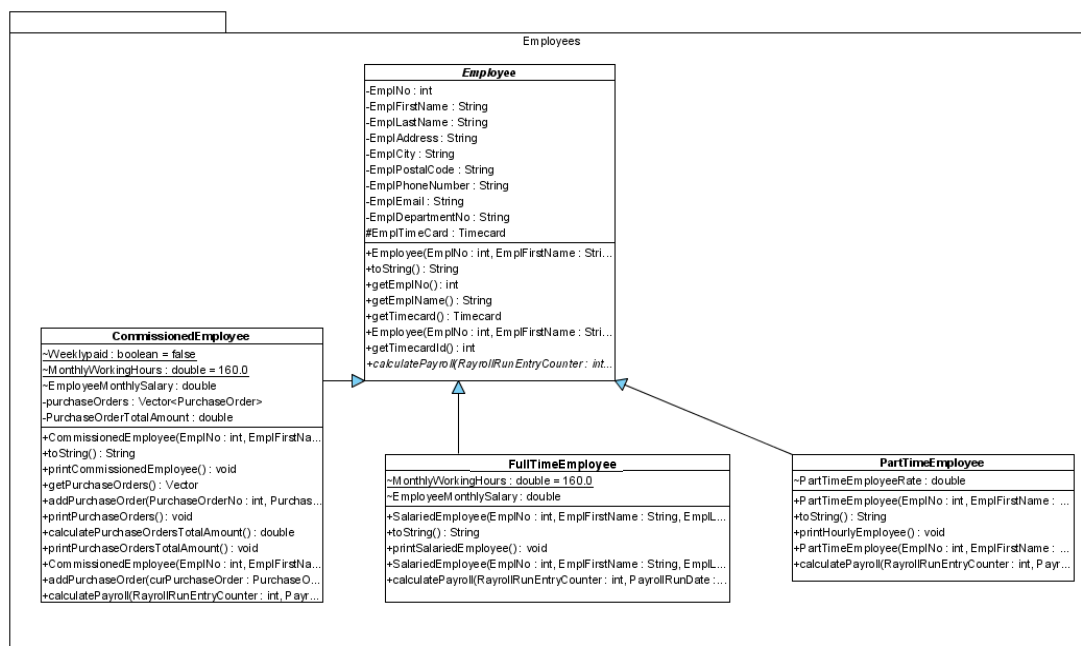 Employees
Employee
-EmplNo : int
-EmplFirstName : String
-EmplLastName : String
-EmplAddress : String
-EmplCity : String
-EmplPostalCode : String
-EmplPhoneNumber : String
-EmplEmail : String
-EmplDepartmentNo : String
#EmplTimeCard : Timecard
+Employee(EmplNo : int, EmplFirstName : Stri...
+toString() : String
+getEmplNo() : int
+getEmplName() : String
+getTimecard() : Timecard
+Employee(EmplNo : int, EmplFirstName : Stri...
+getTimecardId() : int
+calculatePayroll(RayrollRunEntryCounter : int...
CommissionedEmployee
~Weeklypaid : boolean = false
~MonthlyWorkingHours : double = 160.0
~EmployeeMonthlySalary : double
-purchaseOrders : Vector<PurchaseOrder>
-PurchaseOrderTotalAmount : double
+CommissionedEmployee(EmplNo : int, EmplFirstNa...
+toString() : String
+printCommissionedEmployee() : void
+getPurchaseOrders() : Vector
+addPurchaseOrder(PurchaseOrderNo : int, Purchas...
+printPurchaseOrders() : void
+calculatePurchaseOrdersTotalAmount() : double
+printPurchaseOrdersTotalAmount() : void
+CommissionedEmployee(EmplNo : int, EmplFirstNa...
+addPurchaseOrder(curPurchaseOrder : PurchaseO...
+calculatePayroll(RayrollRunEntryCounter : int, Payr...
FullTimeEmployee
~MonthlyWorkingHours : double = 160.0
~EmployeeMonthlySalary : double
+SalariedEmployee(EmplNo : int, EmplFirstName : String, EmplL...
+toString() : String
+printSalariedEmployee() : void
+SalariedEmployee(EmplNo : int, EmplFirstName : String, EmplL...
+calculatePayroll(RayrollRunEntryCounter : int, PayrollRunDate :...
PartTimeEmployee
~PartTimeEmployeeRate : double
+PartTimeEmployee(EmplNo : int, EmplFirstName : ...
+toString() : String
+printHourlyEmployee() : void
+PartTimeEmployee(EmplNo : int, EmplFirstName : ...
+calculatePayroll(RayrollRunEntryCounter : int, Payr...